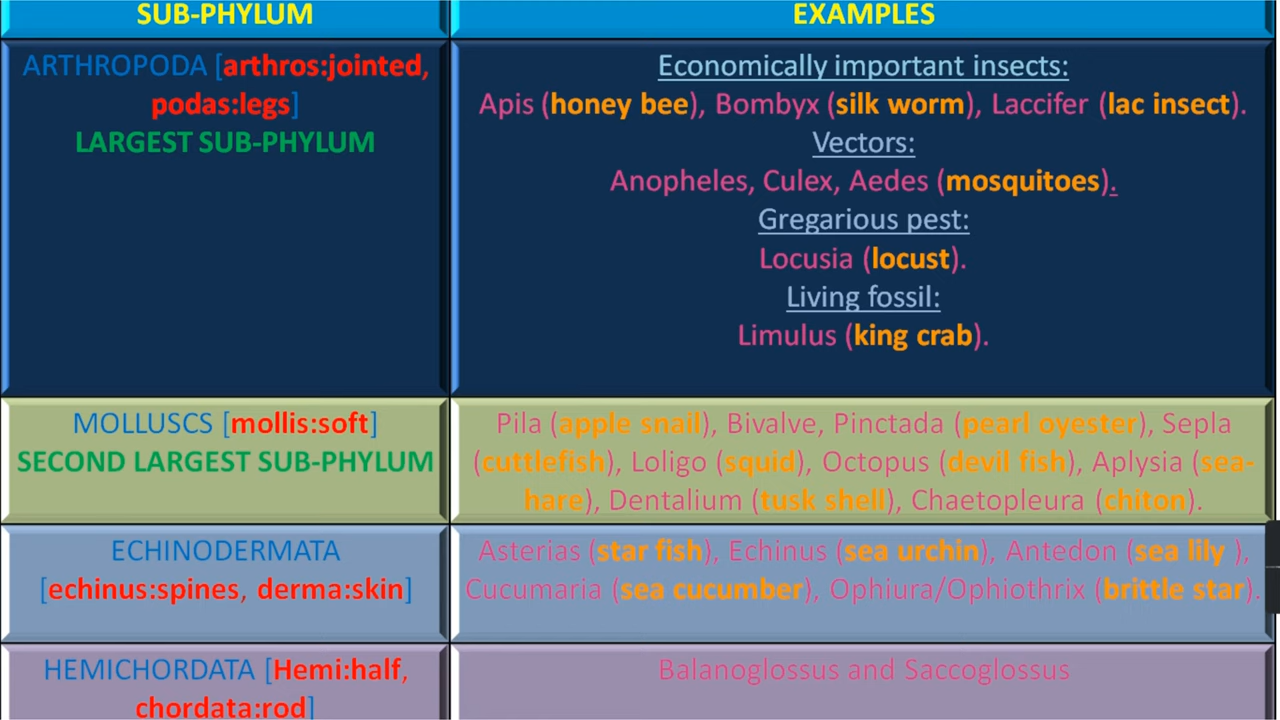 SUB-PHYLUM
EXAMPLES
ARTHROPODA [arthros:jointed,
podas:legs]
LARGEST SUB-PHYLUM
Economically important insects:
Apis (honey bee), Bombyx (silk worm), Laccifer (lac insect).
Vectors:
Anopheles, Culex, Aedes (mosquitoes).
Gregarious pest:
Locusia (locust).
Living fossil:
Limulus (king crab).
MOLLUSCS [mollis:soft]
SECOND LARGEST SUB-PHYLUM
Pila (apple snail), Bivalve, Pinctada (pearl oyester), Sepla
(cuttlefish), Loligo (squid), Octopus (devil fish), Aplysia (sea-
hare), Dentalium (tusk shell), Chaetopleura (chiton).
ECHINODERMATA
[echinus:spines, derma:skin]
Asterias (star fish), Echinus (sea urchin), Antedon (sea lily ),
Cucumaria (sea cucumber), Ophiura/Ophiothrix (brittle star).
HEMICHORDATA [Hemi:half,
chordata:rod]
Balanoglossus and Saccoglossus